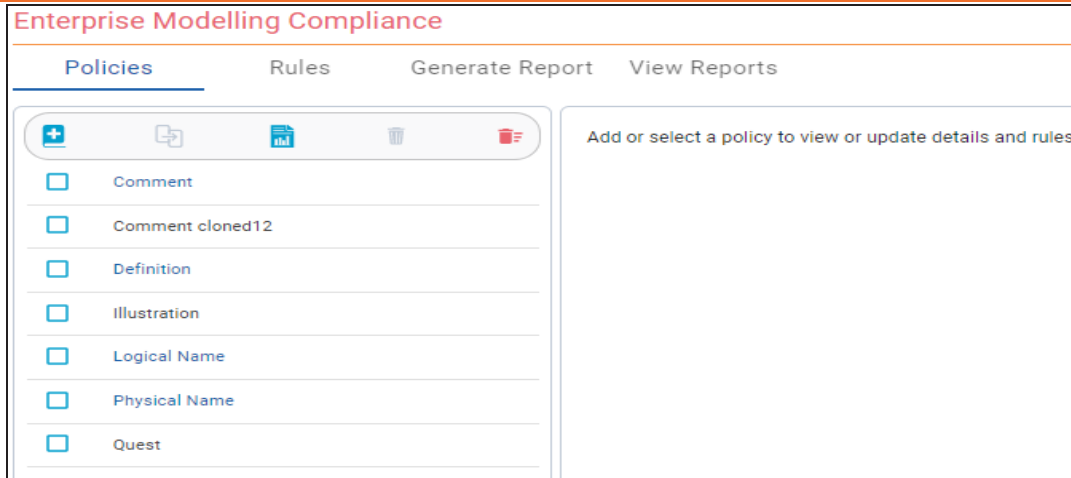 Enterprise Modelling Compliance
Policies Rules Generate Report View Reports
Add or select a policy to view or update details and rules
Comment
Comment cloned12
Definition
Illustration
Logical Name
Physical Name
Quest